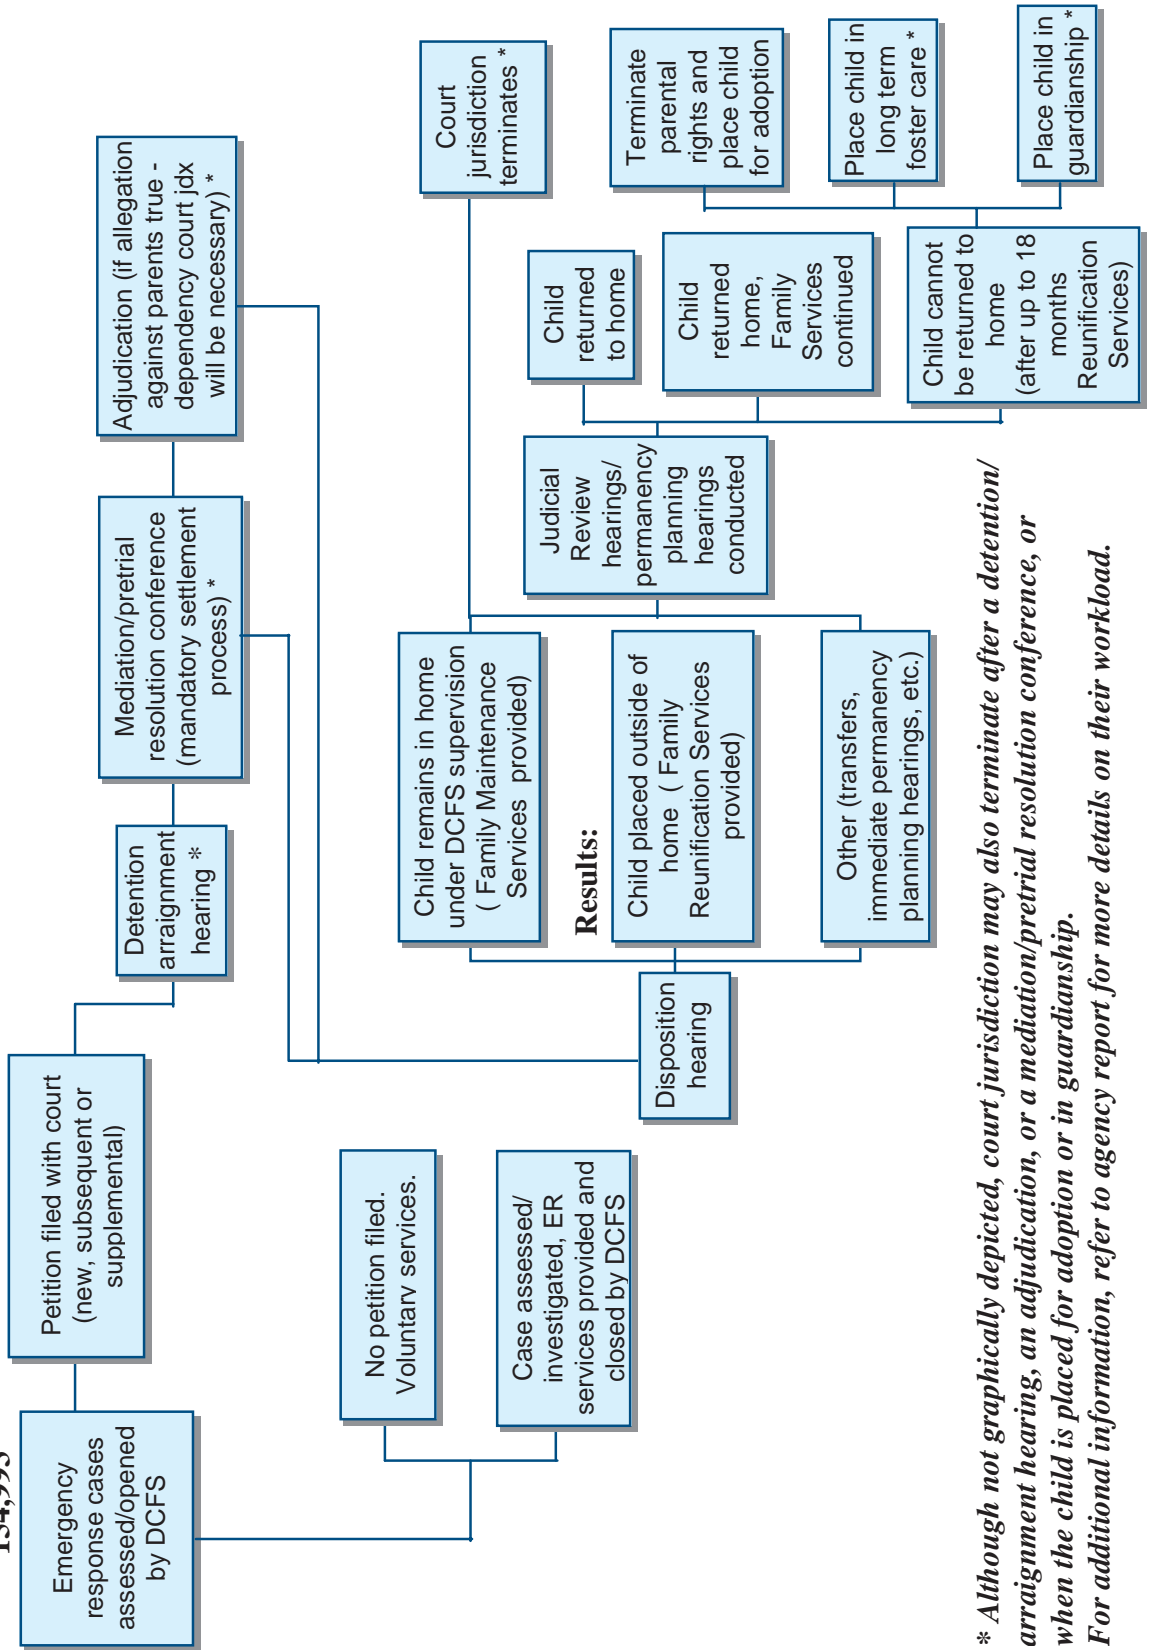 Emergency
response cases
assessed/opened
by DCFS
Petition filed with court
(new, subsequent or
supplemental)
Detention
arraignment
hearing *
Mediation/pretrial
resolution conference
(mandatory settlement
process) *
Adjudication (if allegation
against parents true -
dependency court jdx
will be necessary) *
No petition filed.
Voluntary services.
Case assessed/
investigated, ER
services provided and
closed by DCFS
Disposition
hearing
Results:
Child remains in home
under DCFS supervision
( Family Maintenance
Services provided)
Child placed outside of
home ( Family
Reunification Services
provided)
Other (transfers,
immediate permanency
planning hearings, etc.)
Court
jurisdiction
terminates *
Judicial
Review
hearings/
permanency
planning
hearings
conducted
Child
returned
to home
Child
returned
home,
Family
Services
continued
Child cannot
be returned to
home
(after up to 18
months
Reunification
Services)
Terminate
parental
rights and
place child
for adoption
Place child in
long term
foster care *
Place child in
guardianship *
* Although not graphically depicted, court jurisdiction may also terminate after a detention/
arraignment hearing, an adjudication, or a mediation/pretrial resolution conference, or
when the child is placed for adoption or in guardianship.
For additional information, refer to agency report for more details on their workload.